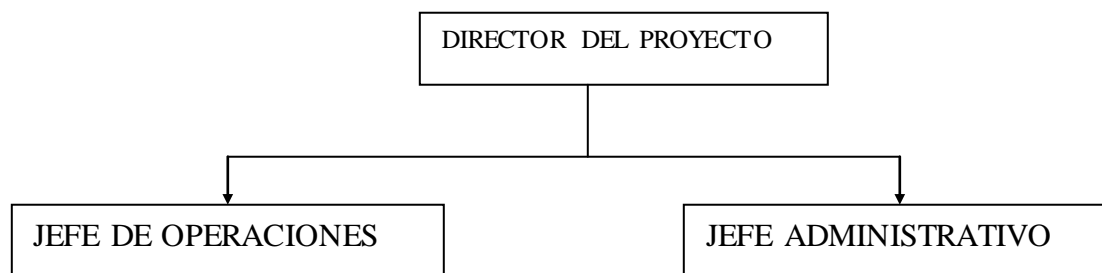 DIRECTOR DEL PROYECTO
JEFE DE OPERACIONES
JEFE ADMINISTRATIVO